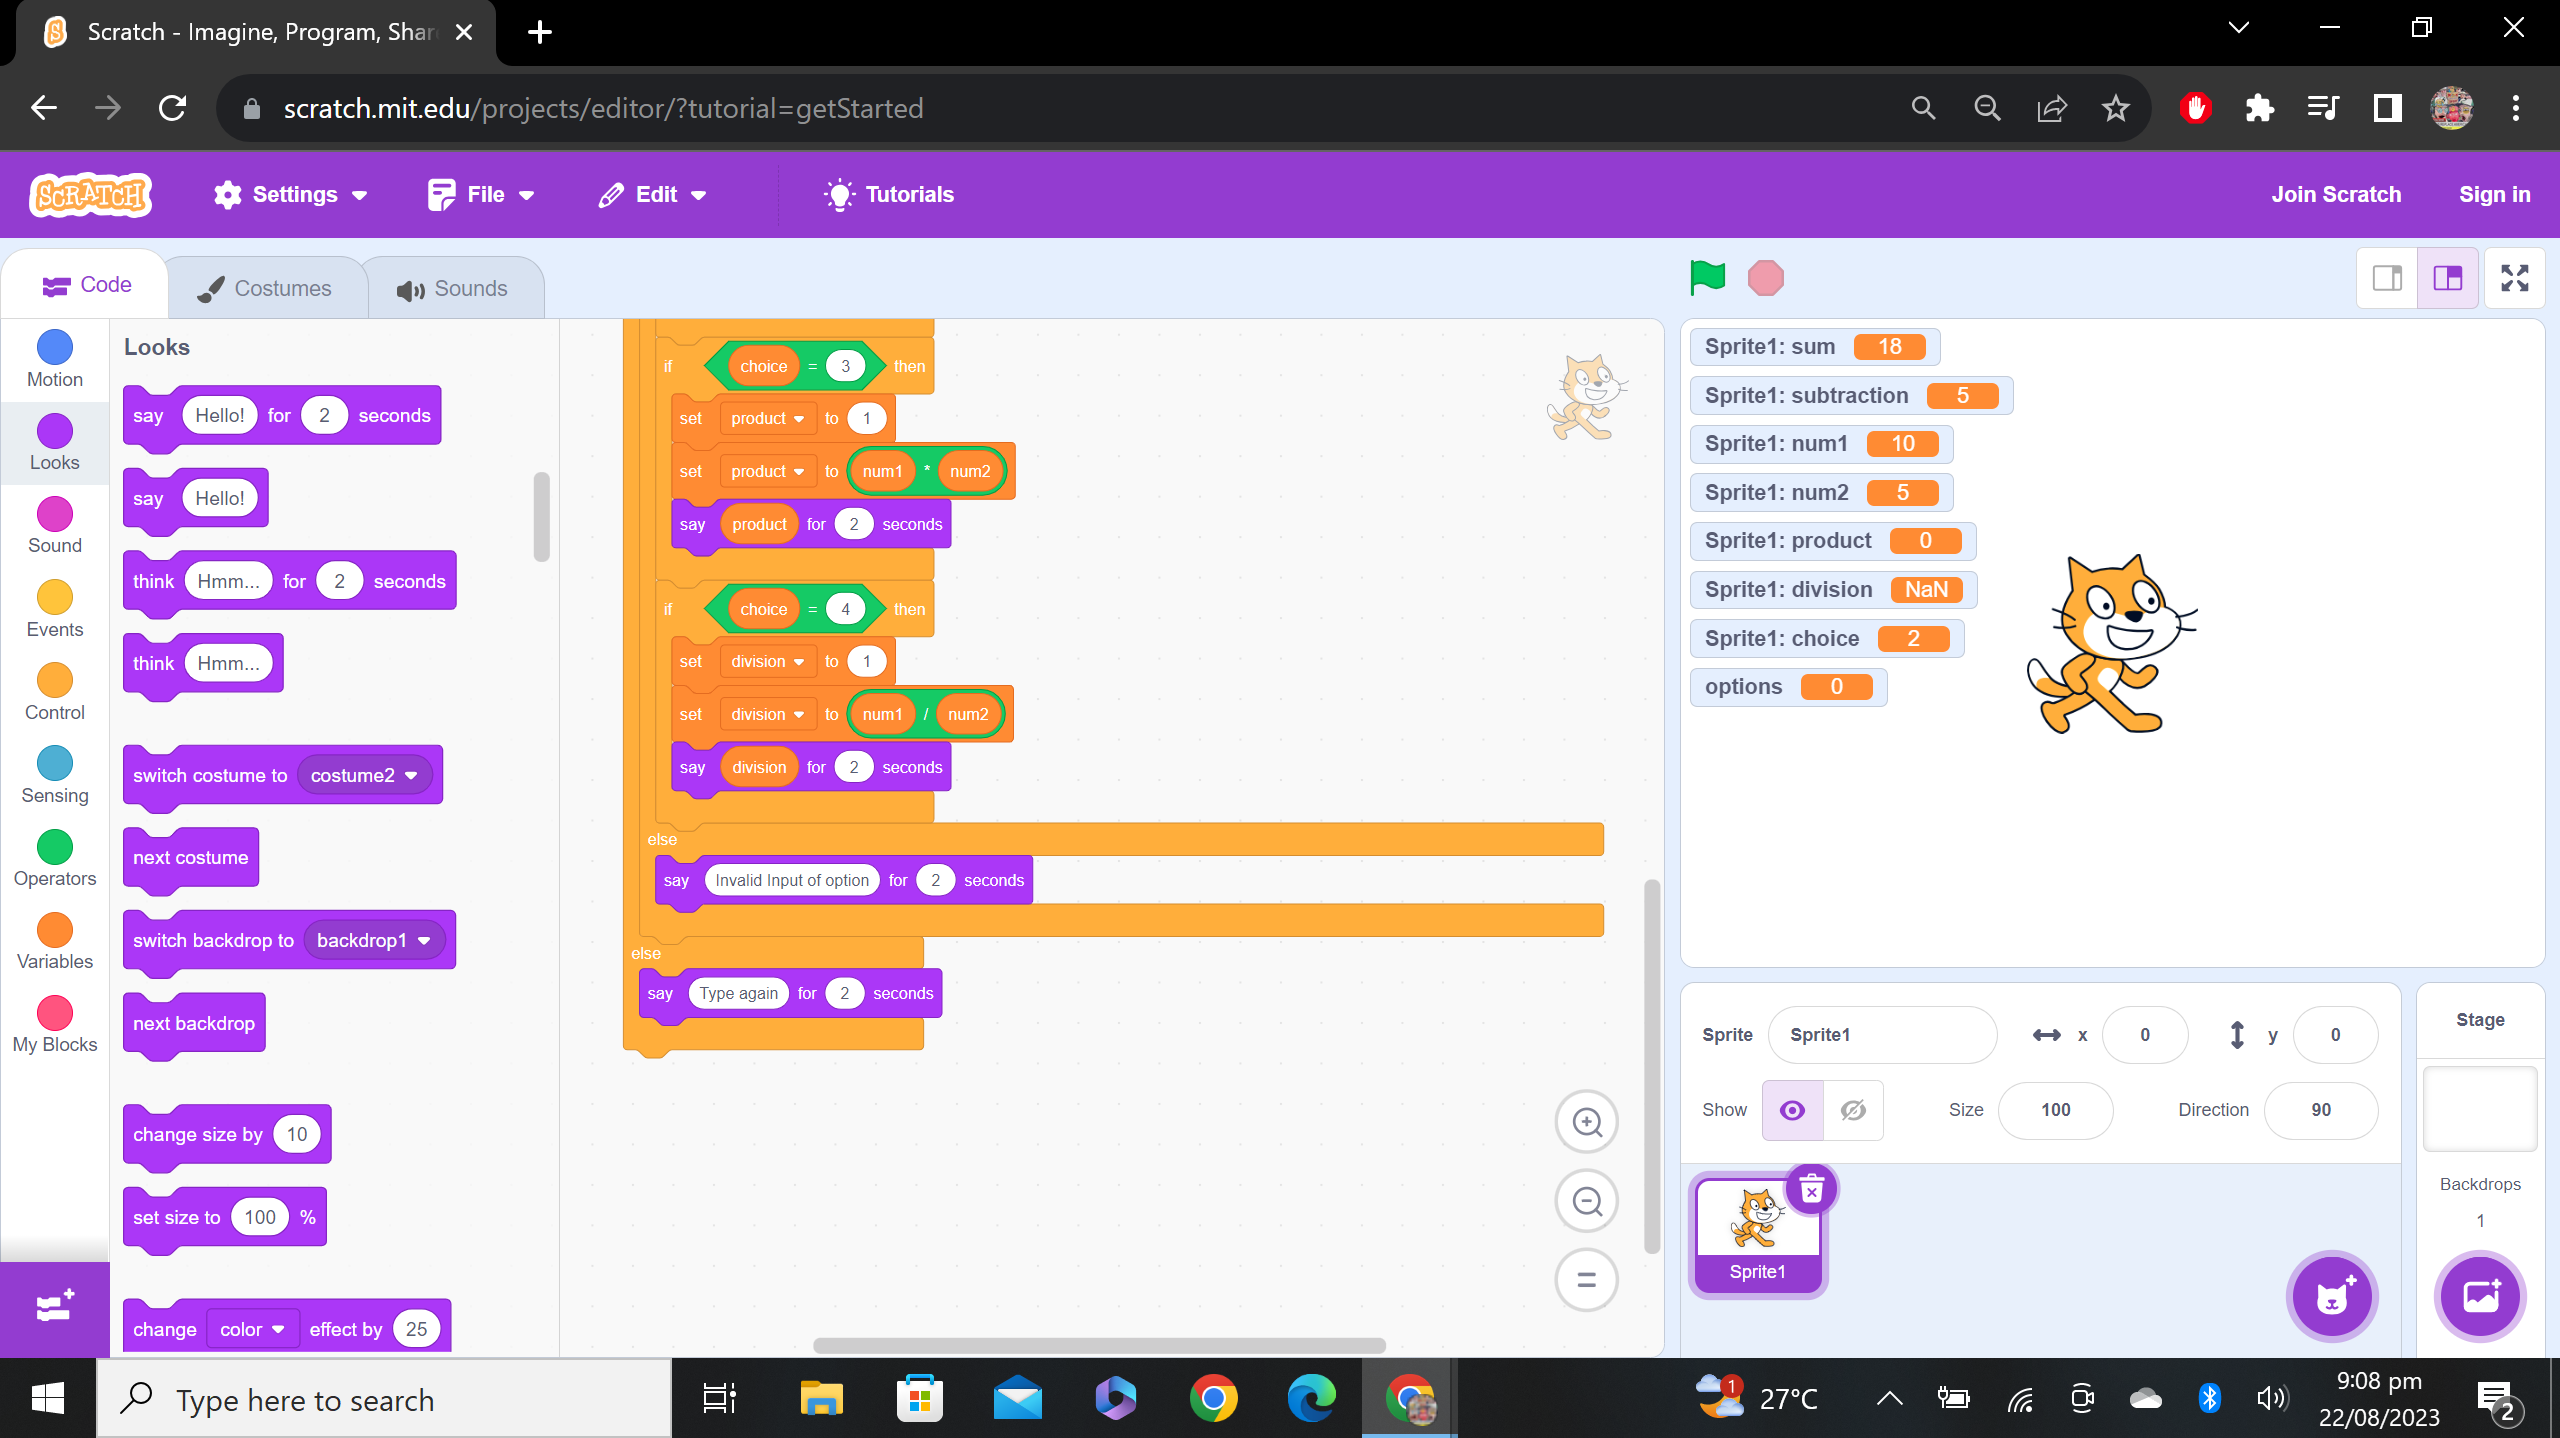 Scratch - Imagine, Program, Shar
scratch.mit.edu/projects/editor/?tutorial=getStarted
SCRATCH Settings File Edit Tutorials Join Scratch Sign in
Code Costumes Sounds
Motion
Looks
Sound
Events
Control
Sensing
Operators
Variables
My Blocks
Looks
say Hello! for 2 seconds
say Hello!
think Hmm... for 2 seconds
think Hmm...
switch costume to costume2
next costume
switch backdrop to backdrop1
next backdrop
change size by 10
set size to 100 %
change color effect by 25
if choice = 3 then
set product to 1
set product to num1 * num2
say product for 2 seconds
if choice = 4 then
set division to 1
set division to num1 / num2
say division for 2 seconds
else
say Invalid Input of option for 2 seconds
else
say Type again for 2 seconds
Sprite1: sum 18
Sprite1: subtraction 5
Sprite1: num1 10
Sprite1: num2 5
Sprite1: product 0
Sprite1: division NaN
Sprite1: choice 2
options 0
Sprite Sprite1 x 0 y 0
Show Size 100 Direction 90
Sprite1
Stage
Backdrops
1
Type here to search
1
27°C
9:08 pm
22/08/2023
2